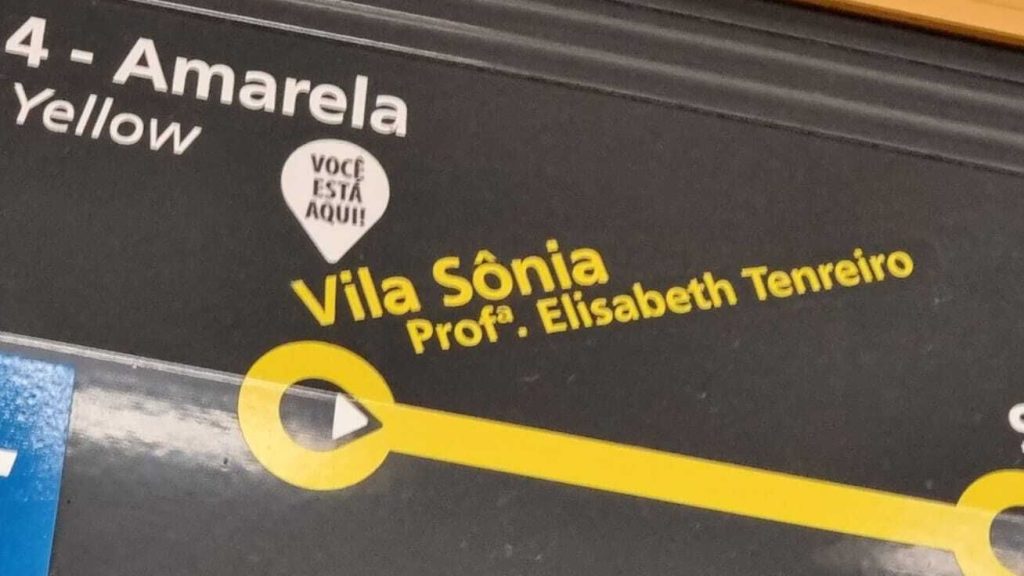 4 - Amarela
Yellow
VOCÊ
ESTÁ
AQUI!
Vila Sônia
Profª. Elisabeth Tenreiro